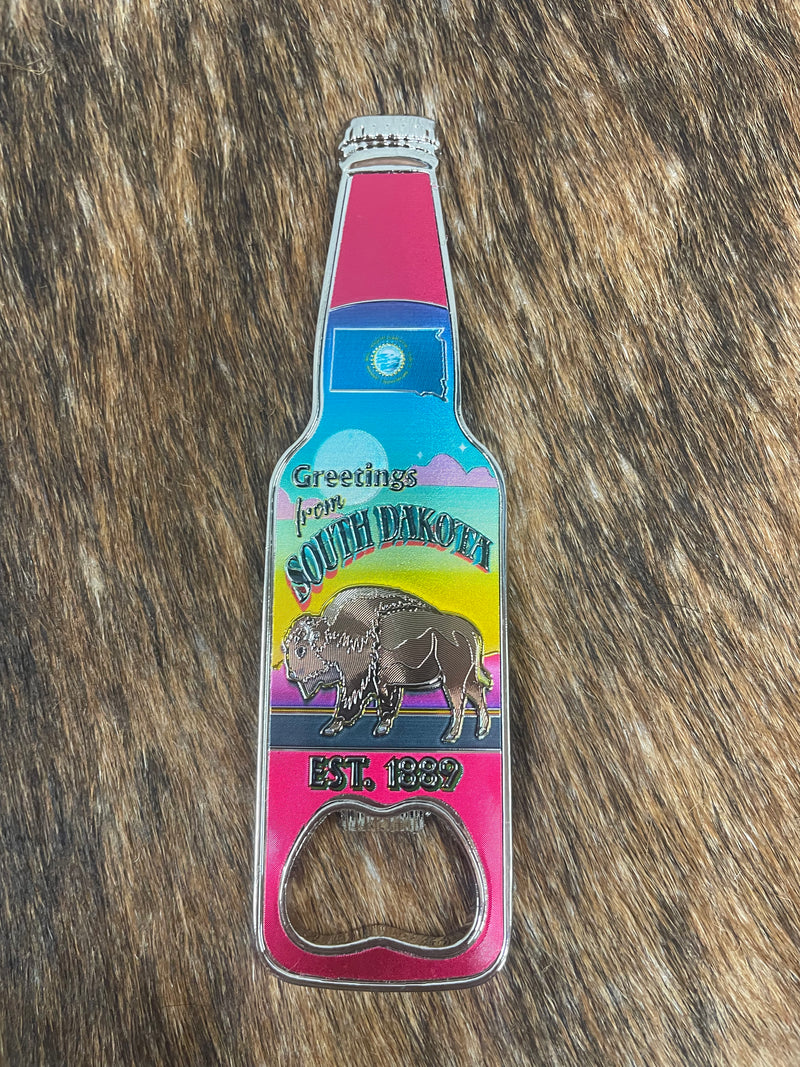 Greetings
from
SOUTH DAKOTA
EST. 1889